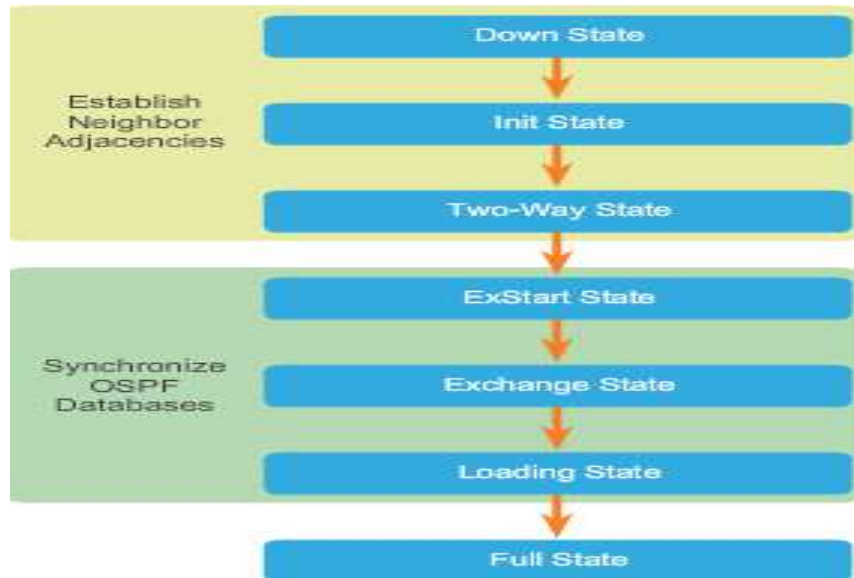 Down State
Establish
Neighbor
Adjacencies
Init State
Two-Way State
ExStart State
Synchronize
OSPF
Databases
Exchange State
Loading State
Full State